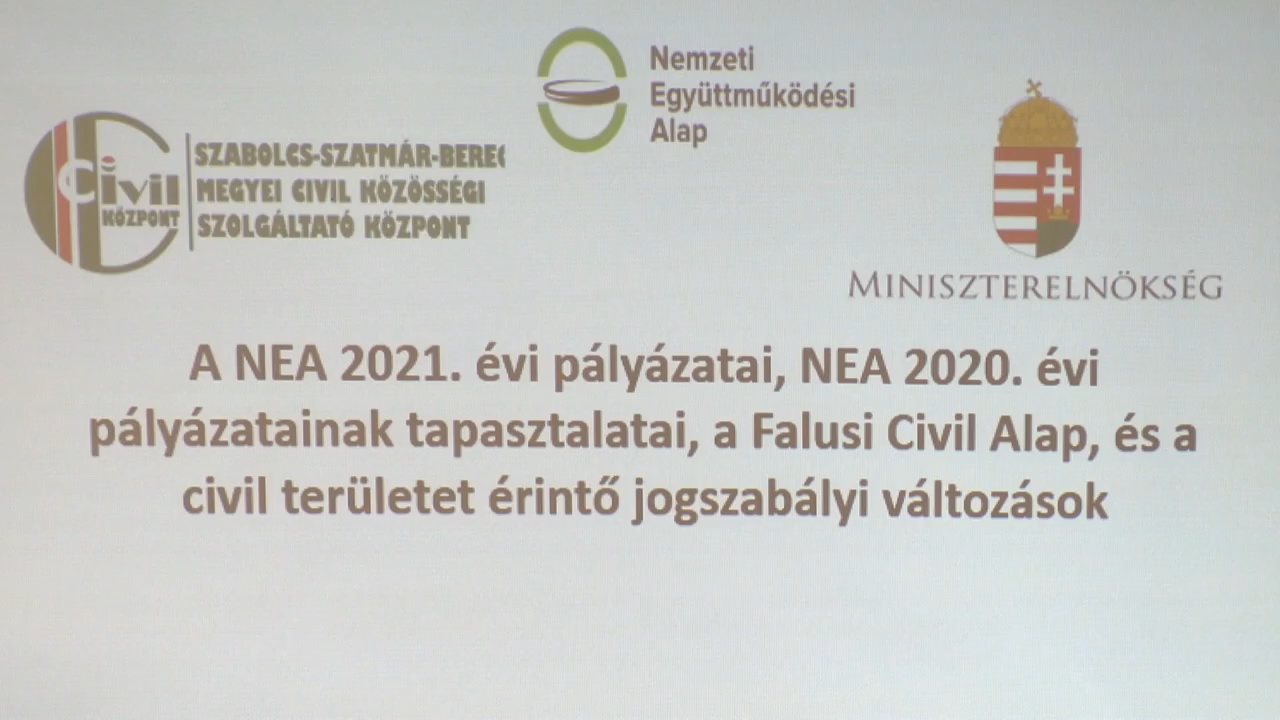 Nemzeti
Együttműködési
Alap
Civil
KÖZPONT
SZABOLCS-SZATMÁR-BEREG
MEGYEI CIVIL KÖZÖSSÉGI
SZOLGÁLTATÓ KÖZPONT
MINISZTERELNÖKSÉG
A NEA 2021. évi pályázatai, NEA 2020. évi
pályázatainak tapasztalatai, a Falusi Civil Alap, és a
civil területet érintő jogszabályi változások